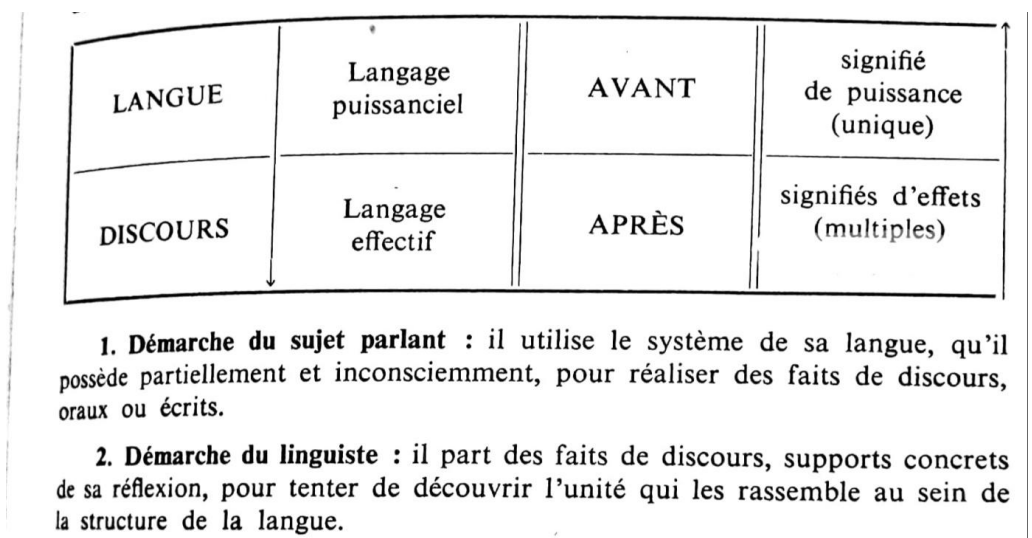 LANGUE
Langage
puissanciel
AVANT
signifié
de puissance
(unique)
DISCOURS
Langage
effectif
APRÈS
signifiés d'effets
(multiples)
1. Démarche du sujet parlant : il utilise le système de sa langue, qu'il
possède partiellement et inconsciemment, pour réaliser des faits de discours,
oraux ou écrits.
2. Démarche du linguiste : il part des faits de discours, supports concrets
de sa réflexion, pour tenter de découvrir l'unité qui les rassemble au sein de
la structure de la langue.